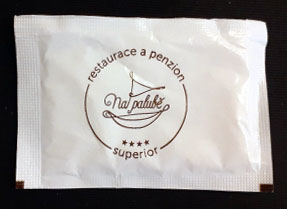 restaurace a penzion
Na palubě
★★★★
superior